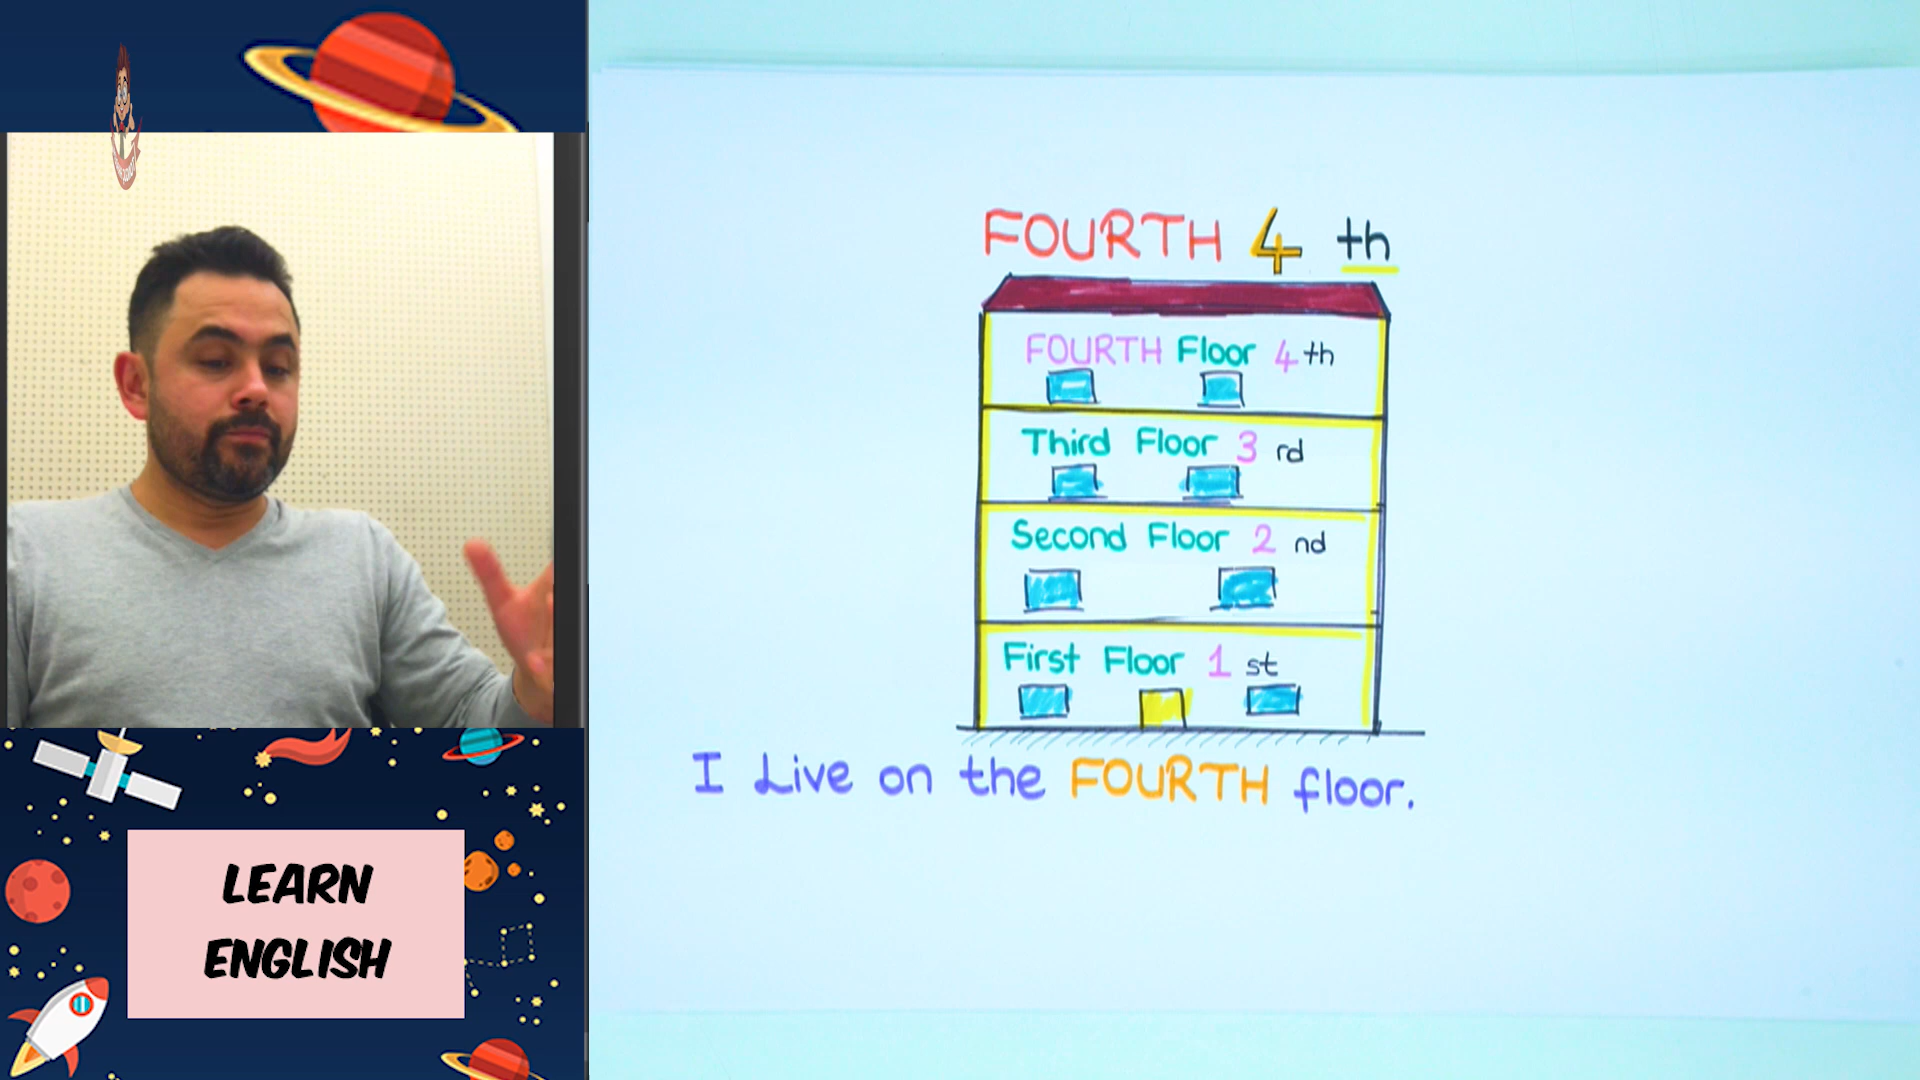 FOURTH 4 th
FOURTH Floor 4 th
Third Floor 3 rd
Second Floor 2 nd
First Floor 1 st
I Live on the FOURTH floor.
LEARN
ENGLISH